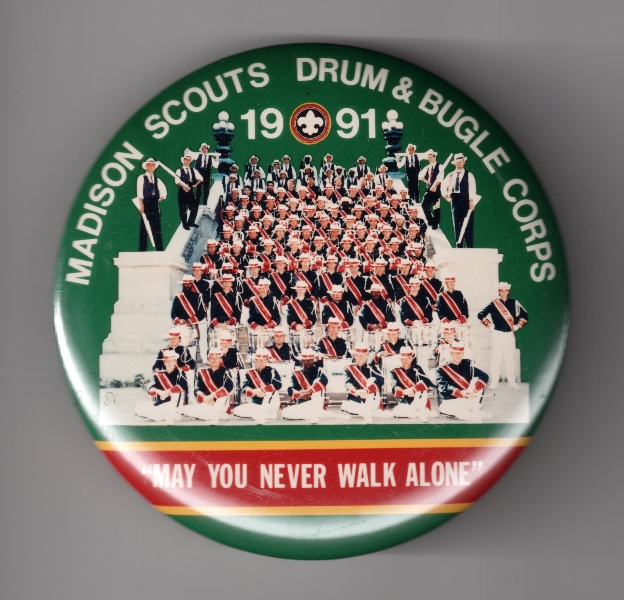 MADISON SCOUTS DRUM & BUGLE CORPS
19 91
"MAY YOU NEVER WALK ALONE"